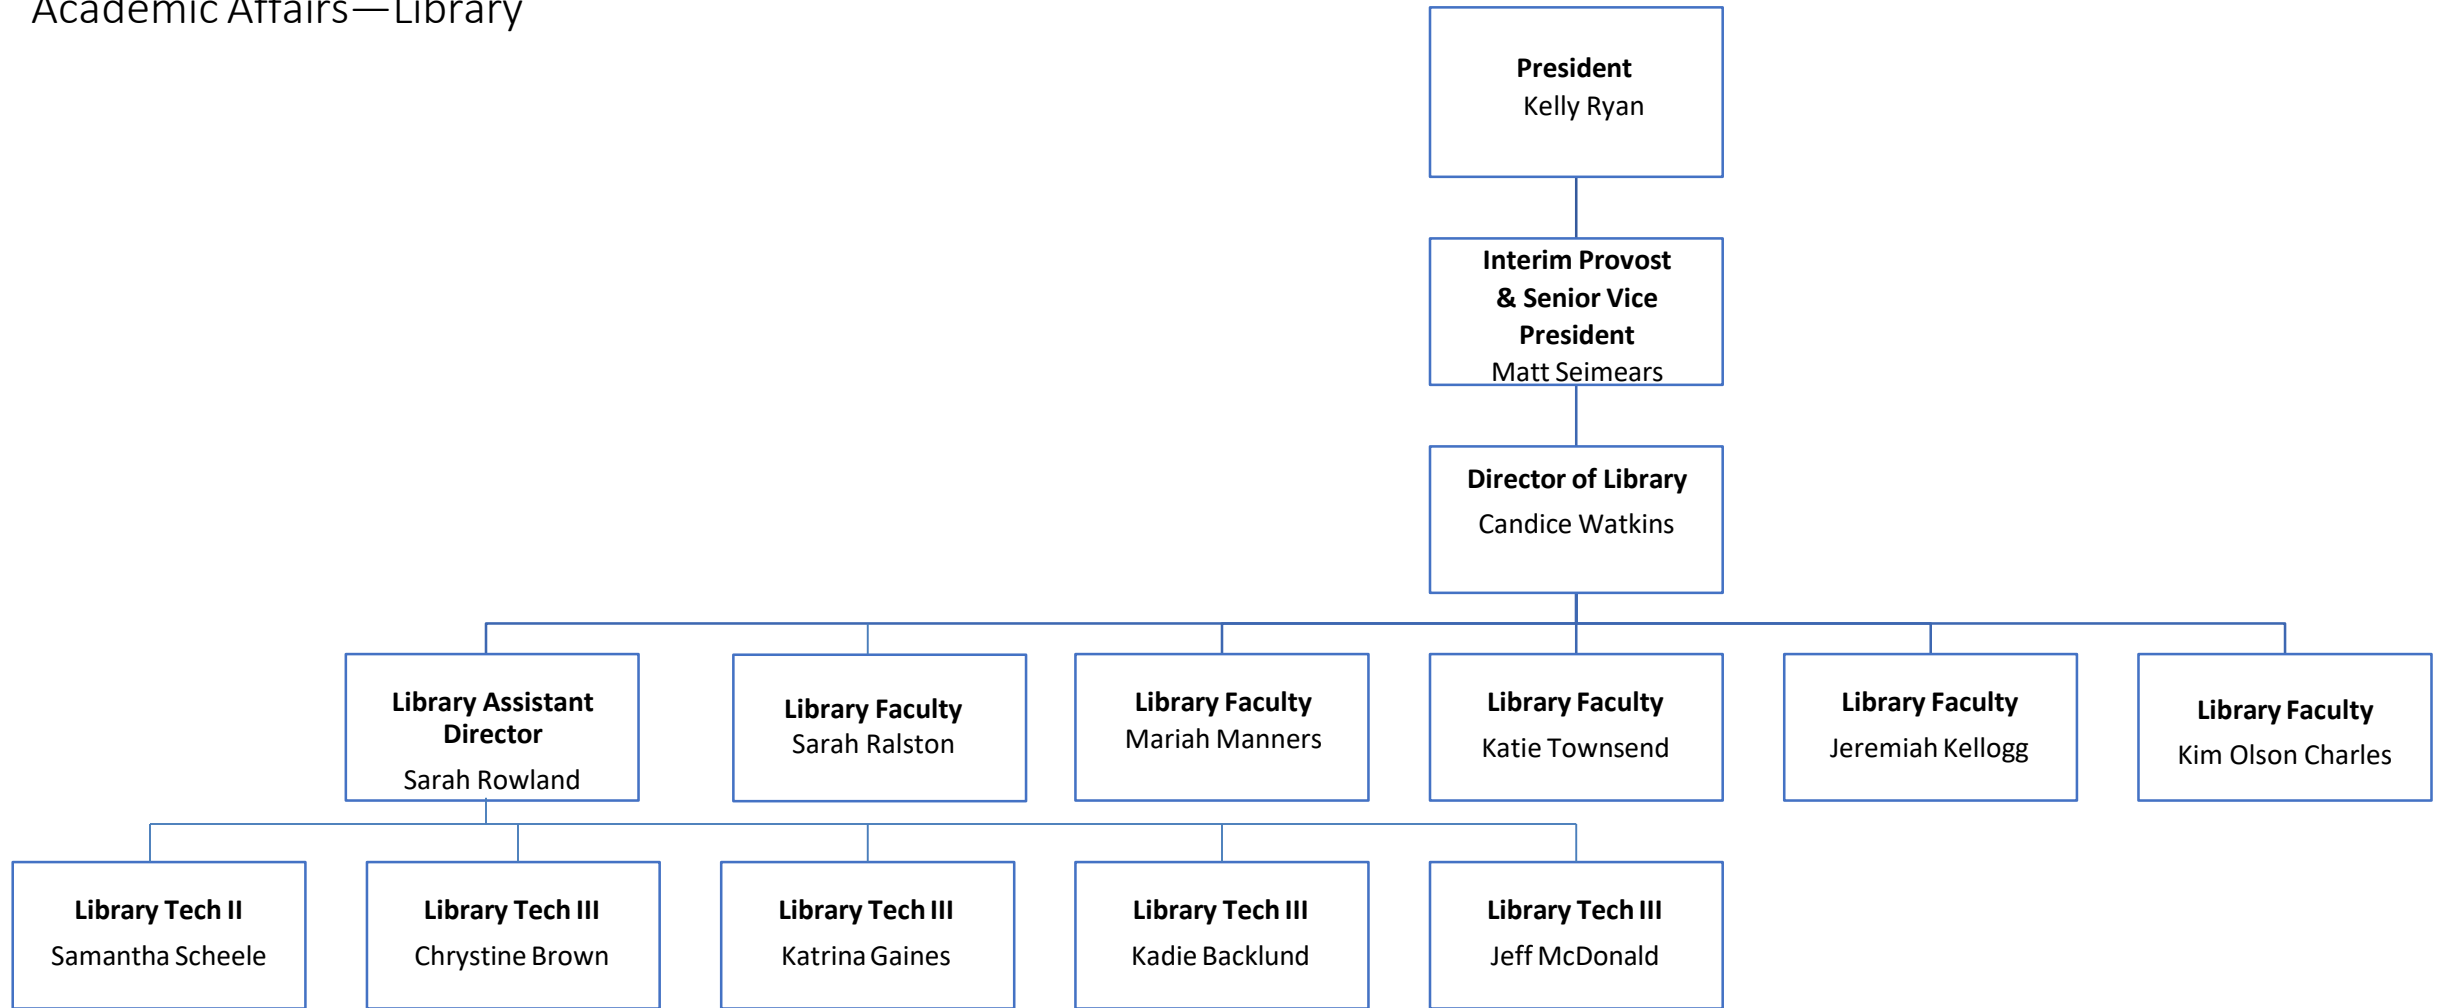 Academic Affairs—Library
President
Kelly Ryan
Interim Provost
& Senior Vice
President
Matt Seimears
Director of Library
Candice Watkins
Library Assistant
Director
Sarah Rowland
Library Faculty
Sarah Ralston
Library Faculty
Mariah Manners
Library Faculty
Katie Townsend
Library Faculty
Jeremiah Kellogg
Library Faculty
Kim Olson Charles
Library Tech II
Samantha Scheele
Library Tech III
Chrystine Brown
Library Tech III
Katrina Gaines
Library Tech III
Kadie Backlund
Library Tech III
Jeff McDonald